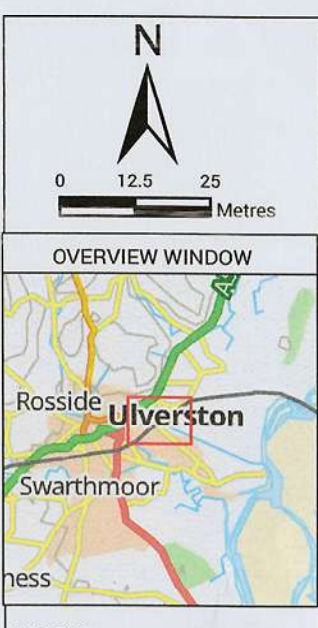 N
0 12.5 25
Metres
OVERVIEW WINDOW
Rosside
Ulverston
Swarthmoor
ness